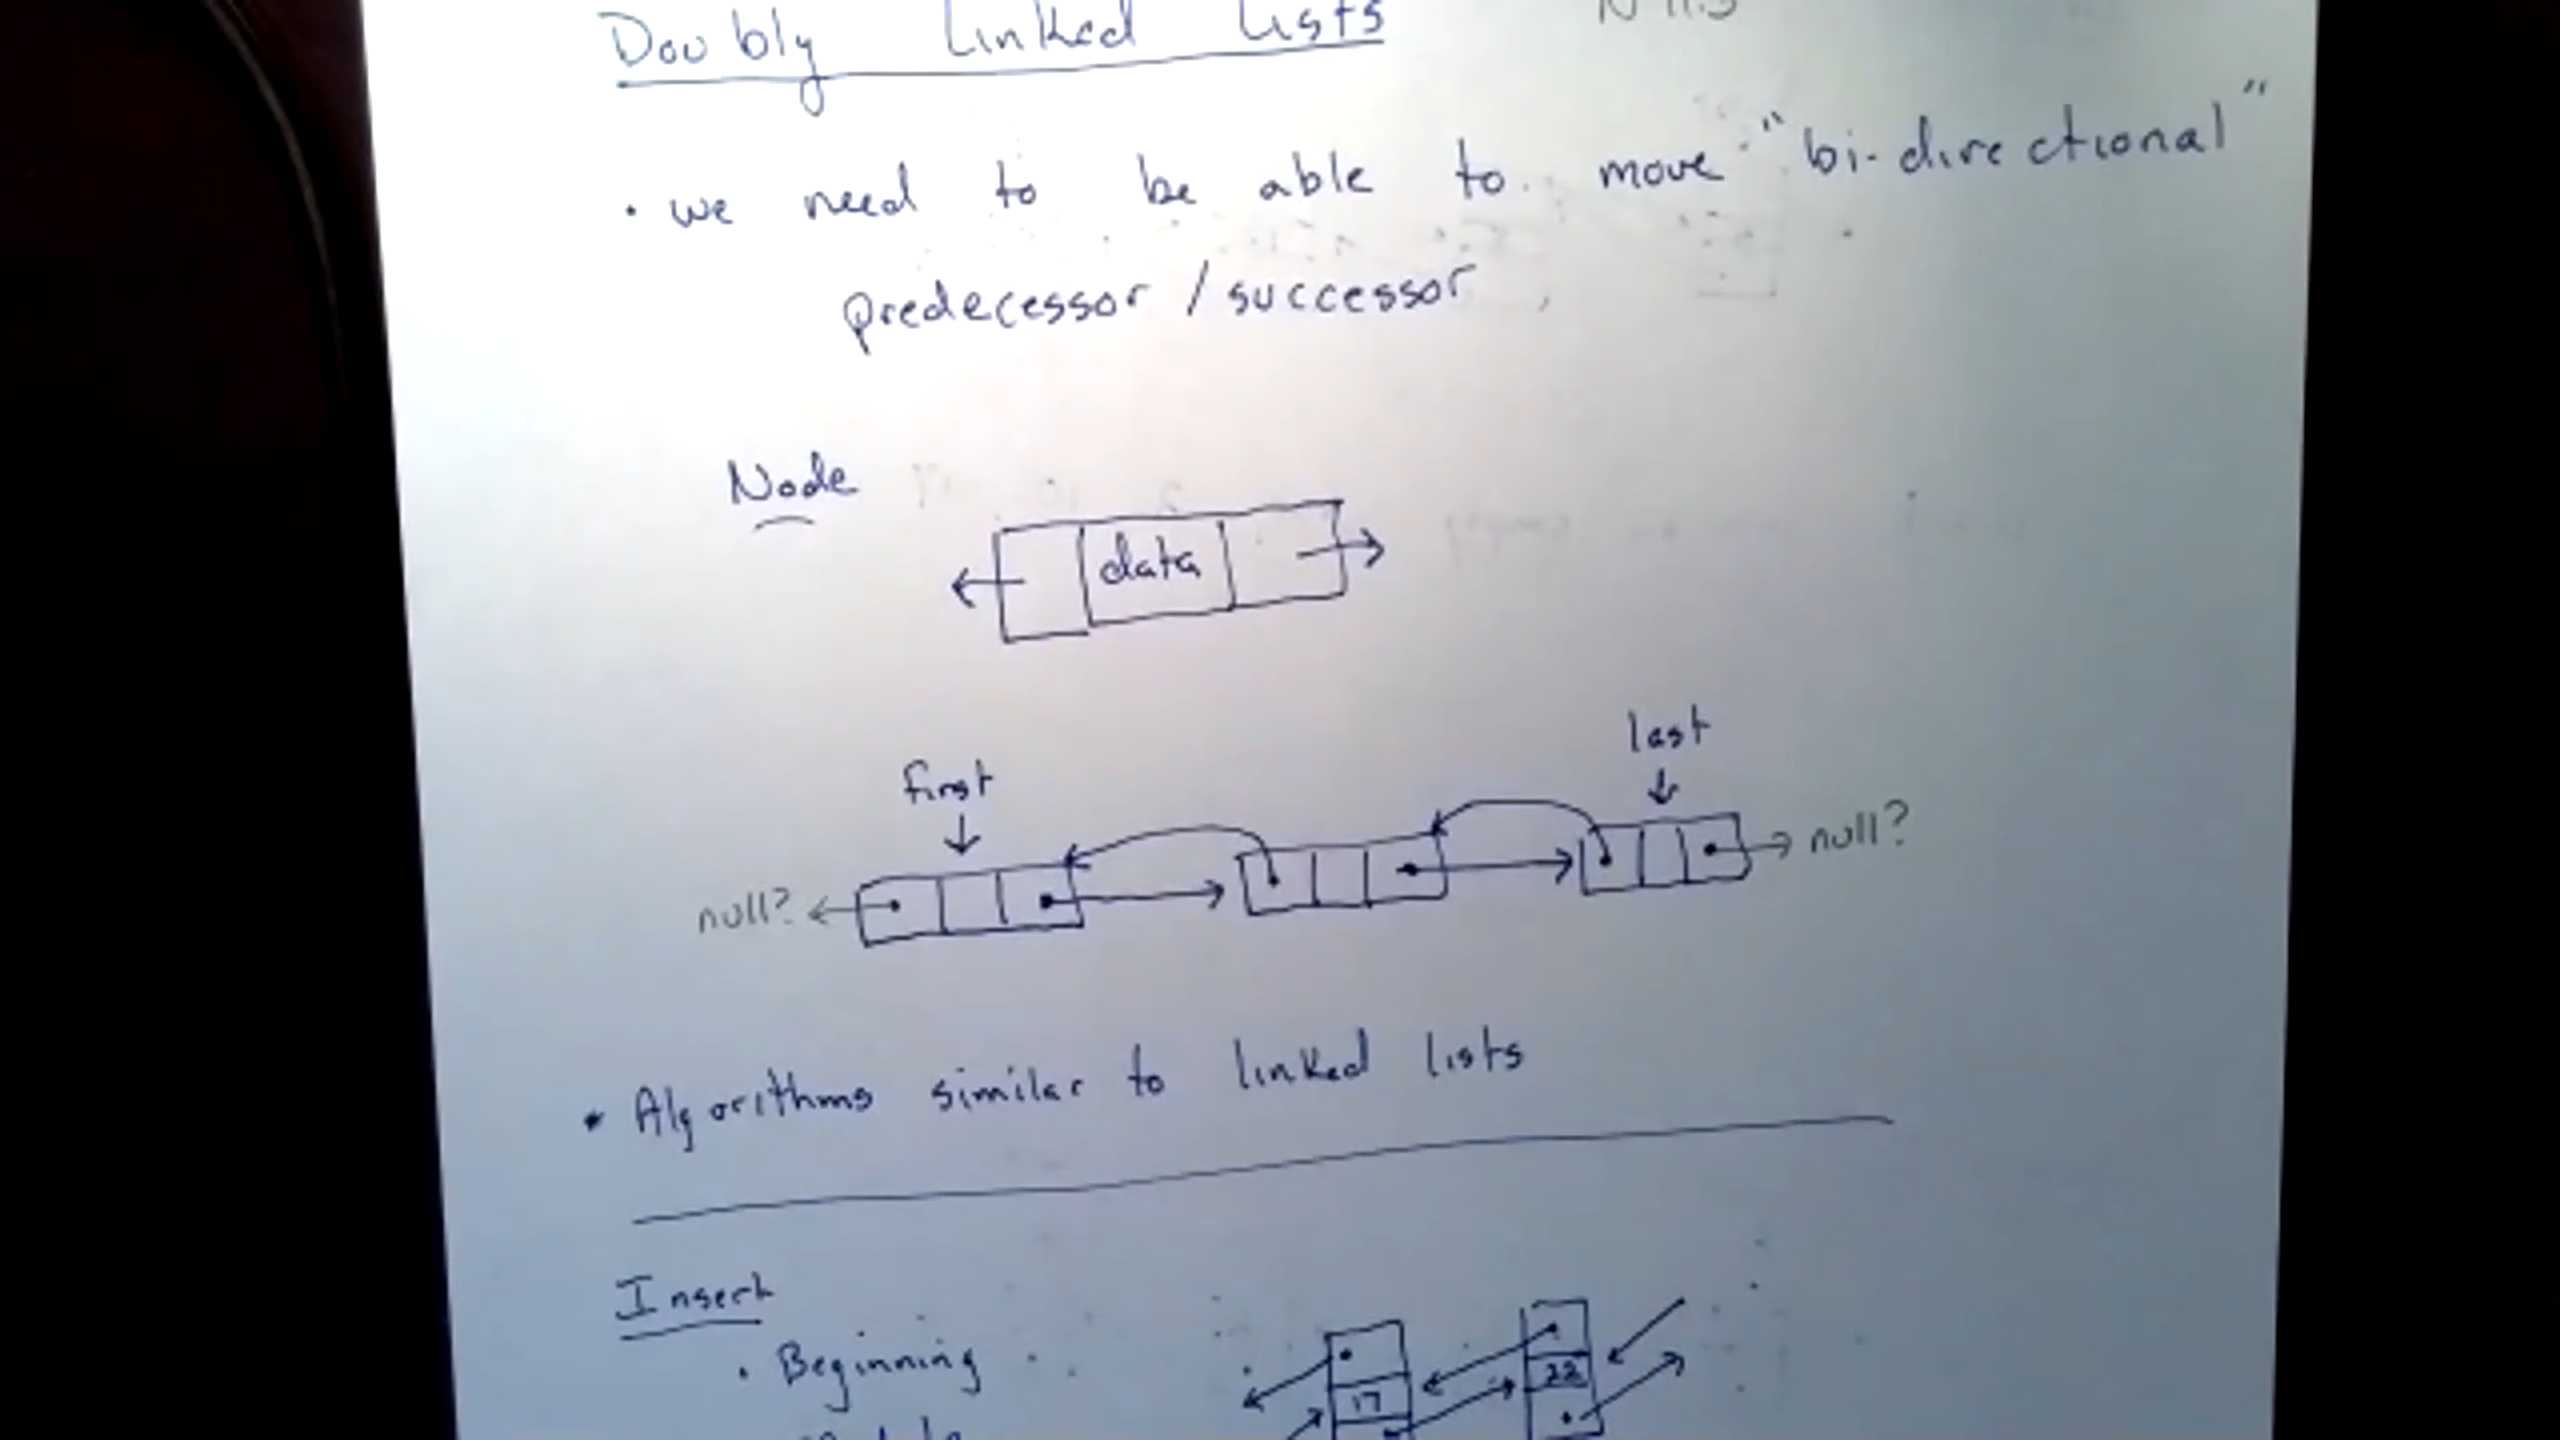 Doubly Linked Lists
• we need to be able to move "bi-directional"
predecessor / successor
Node
data
first
last
null?
null?
• Algorithms similar to linked lists
Insert
• Beginning
17
22